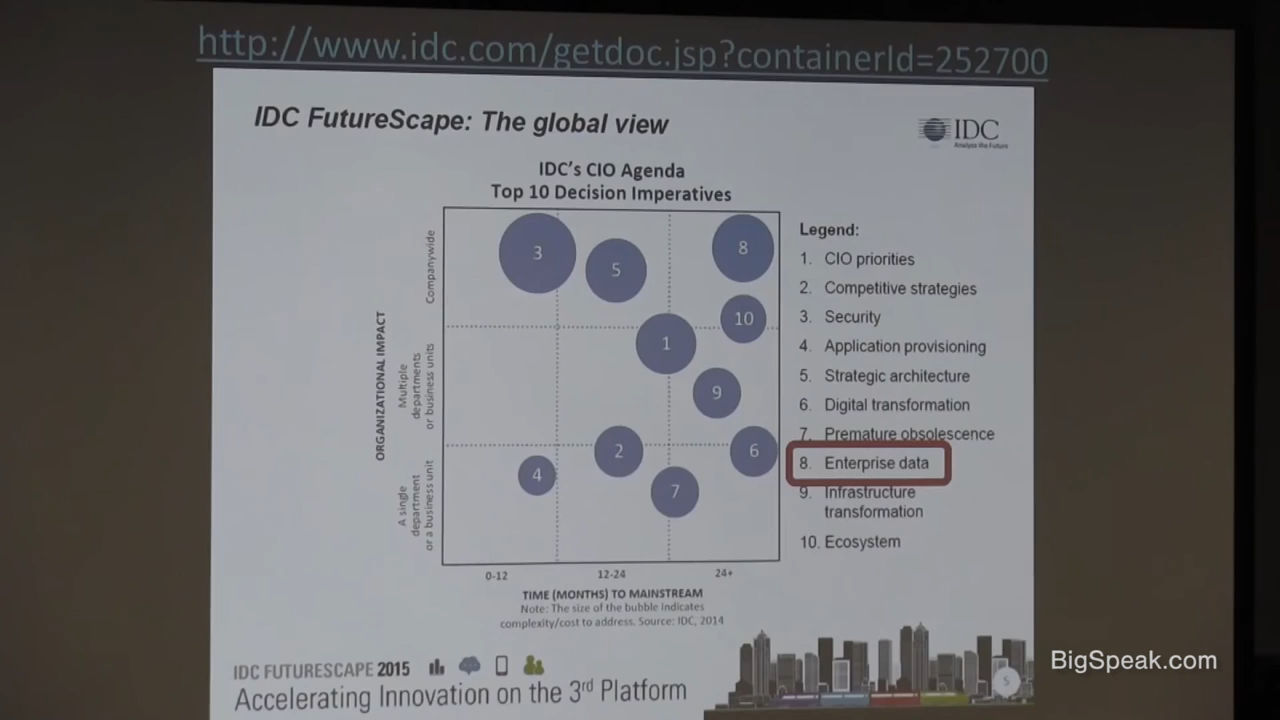 http://www.idc.com/getdoc.jsp?containerId=252700
IDC FutureScape: The global view
IDC
Analyze the Future
IDC's CIO Agenda
Top 10 Decision Imperatives
ORGANIZATIONAL IMPACT
Companywide
Multiple
departments
or business units
A single
department
or a business unit
3
5
8
10
1
9
2
6
4
7
0-12
12-24
24+
TIME (MONTHS) TO MAINSTREAM
Note: The size of the bubble indicates
complexity/cost to address. Source: IDC, 2014
Legend:
1. CIO priorities
2. Competitive strategies
3. Security
4. Application provisioning
5. Strategic architecture
6. Digital transformation
7. Premature obsolescence
8. Enterprise data
9. Infrastructure
transformation
10. Ecosystem
IDC FUTURESCAPE 2015
Accelerating Innovation on the 3rd Platform
5
BigSpeak.com